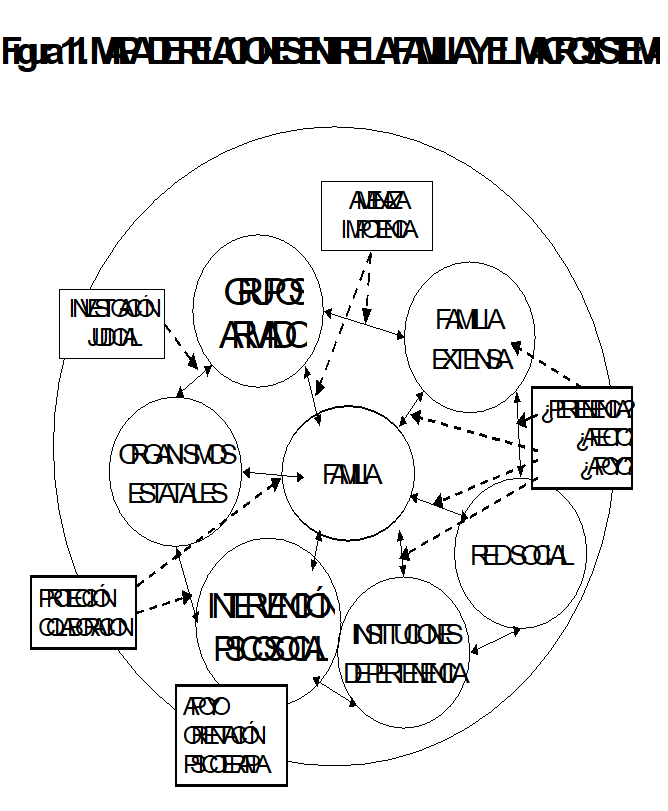 Figura 11. MAPA DE RELACIONES ENTRE LA FAMILIA Y EL MACROSISTEMA
AMENAZA
IMPOTENCIA
GRUPOS
ARMADOS
INVESTIGACIÓN
JUDICIAL
FAMILIA
EXTENSA
¿PERTENENCIA?
¿AFECTO?
¿APOYO?
ORGANISMOS
ESTATALES
FAMILIA
RED SOCIAL
PROTECCIÓN
COLABORACION
INTERVENCIÓN
PSICOSOCIAL
INSTITUCIONES
DE PERTENENCIA
APOYO
ORIENTACIÓN
PSICOTERAPIA